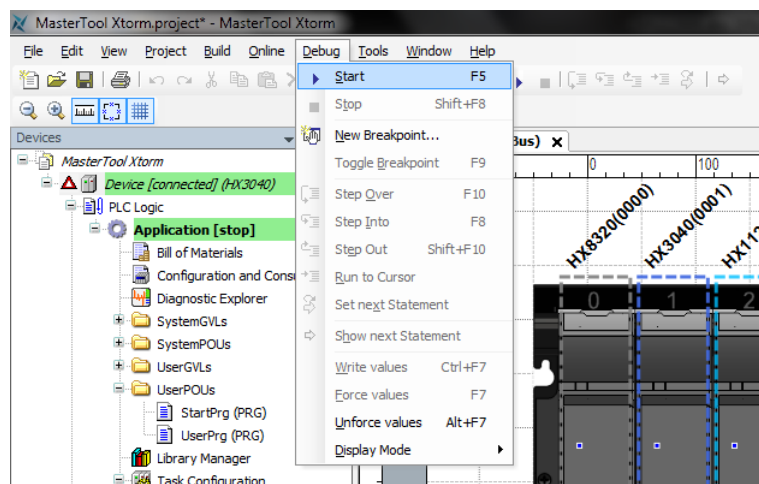 MasterTool Xtorm.project* - MasterTool Xtorm
File Edit View Project Build Online Debug Tools Window Help
Start F5
Stop Shift+F8
New Breakpoint...
Toggle Breakpoint F9
Step Over F10
Step Into F8
Step Out Shift+F10
Run to Cursor
Set next Statement
Show next Statement
Write values Ctrl+F7
Force values F7
Unforce values Alt+F7
Display Mode
Devices
MasterTool Xtorm
Device [connected] (HX3040)
PLC Logic
Application [stop]
Bill of Materials
Configuration and Consu
Diagnostic Explorer
SystemGVLs
SystemPOUs
UserGVLs
UserPOUs
StartPrg (PRG)
UserPrg (PRG)
Library Manager
Task Configuration
Bus)
0 100
HX8320(0000)
HX3040(0001)
HX11
0 1 2